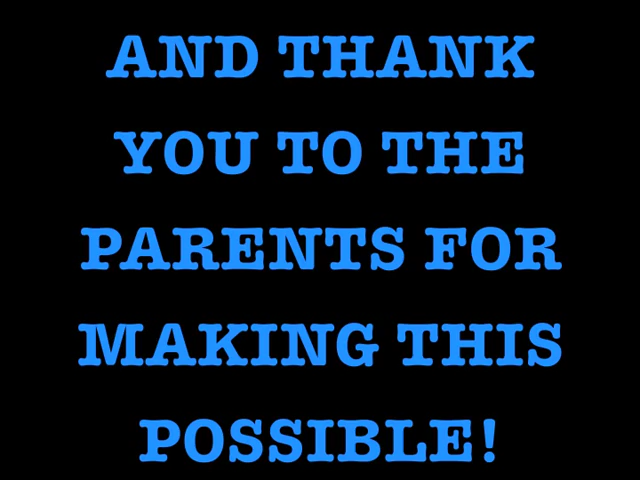 AND THANK
YOU TO THE
PARENTS FOR
MAKING THIS
POSSIBLE!